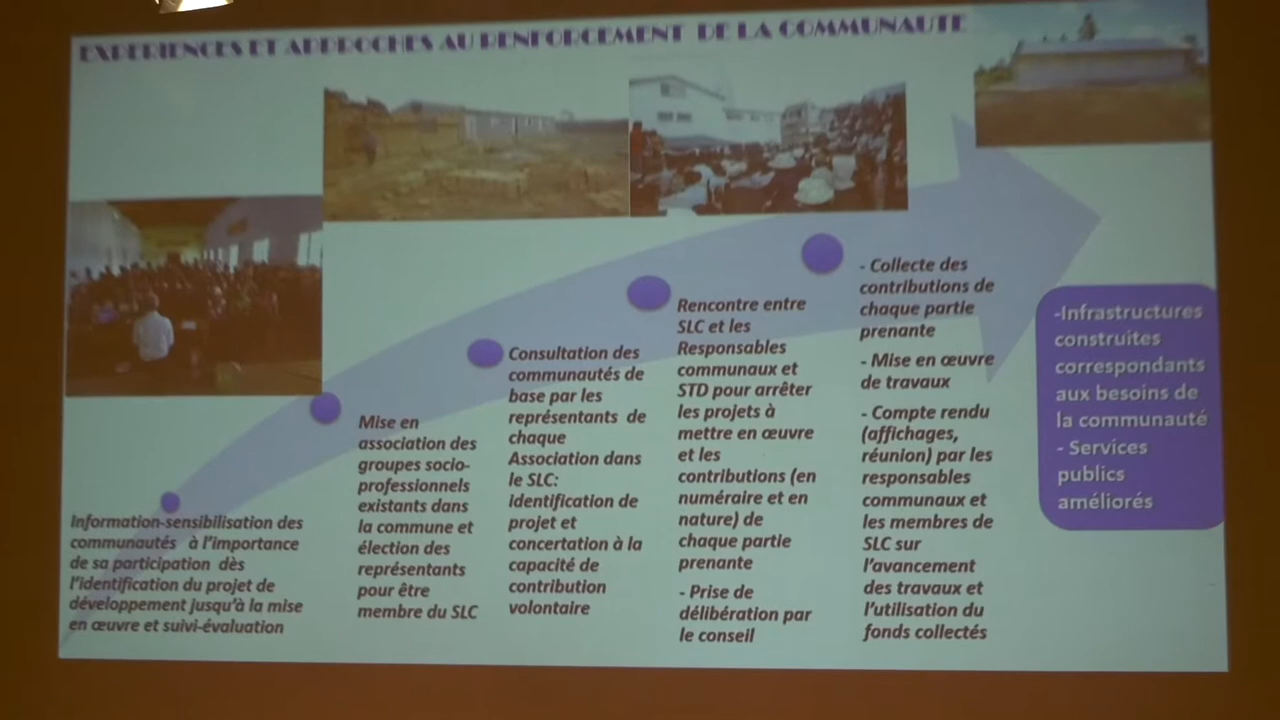 EXPERIENCES ET APPROCHES AU RENFORCEMENT DE LA COMMUNAUTE
Information-sensibilisation des
communautés à l'importance
de sa participation dès
l'identification du projet de
développement jusqu'à la mise
en œuvre et suivi-évaluation
Mise en
association des
groupes socio-
professionnels
existants dans
la commune et
élection des
représentants
pour être
membre du SLC
Consultation des
communautés de
base par les
représentants de
chaque
Association dans
le SLC:
Identification de
projet et
concertation à la
capacité de
contribution
volontaire
Rencontre entre
SLC et les
Responsables
communaux et
STD pour arrêter
les projets à
mettre en œuvre
et les
contributions (en
numéraire et en
nature) de
chaque partie
prenante
- Prise de
délibération par
le conseil
- Collecte des
contributions de
chaque partie
prenante
- Mise en œuvre
de travaux
- Compte rendu
(affichages,
réunion) par les
responsables
communaux et
les membres de
SLC sur
l'avancement
des travaux et
l'utilisation du
fonds collectés
-Infrastructures
construites
correspondants
aux besoins de
la communauté
- Services
publics
améliorés